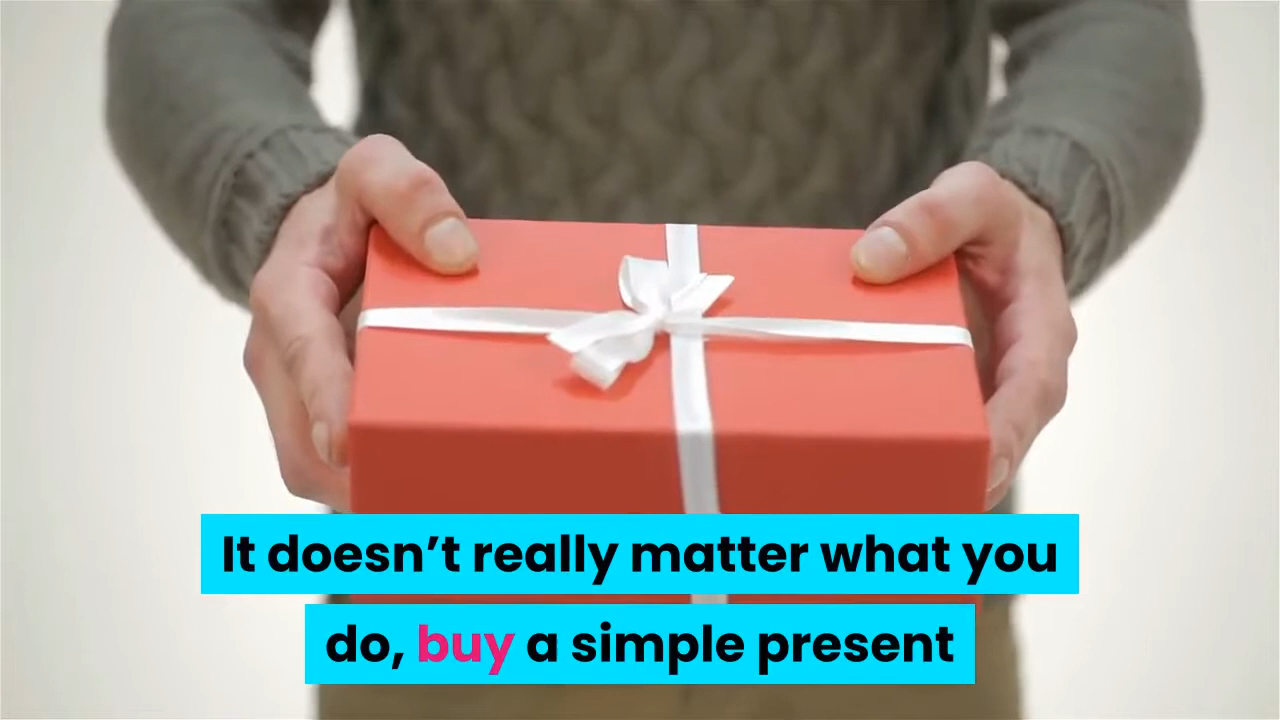 It doesn’t really matter what you
do, buy a simple present